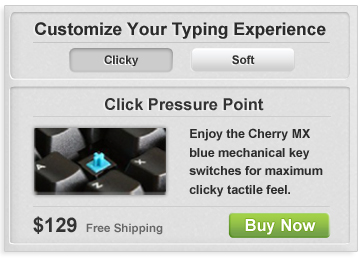 Customize Your Typing Experience
Clicky
Soft
Click Pressure Point
Enjoy the Cherry MX
blue mechanical key
switches for maximum
clicky tactile feel.
$129 Free Shipping
Buy Now